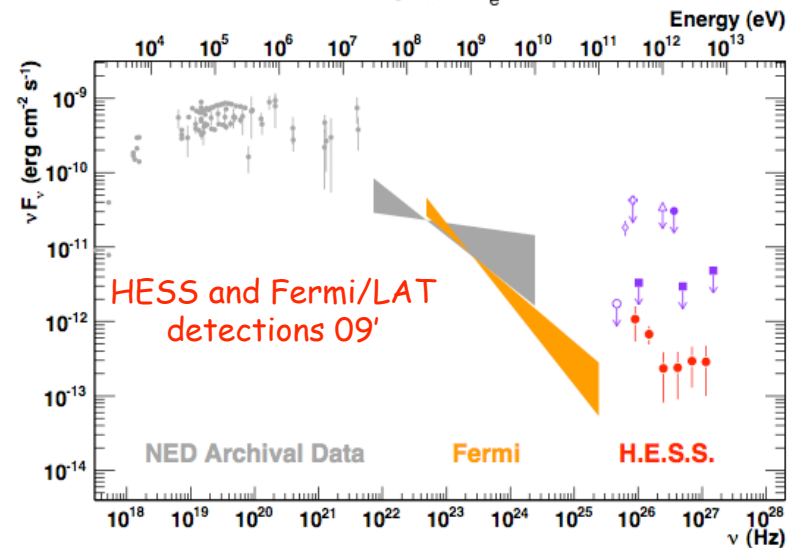 e
Energy (eV)
10⁴ 10⁵ 10⁶ 10⁷ 10⁸ 10⁹ 10¹⁰ 10¹¹ 10¹² 10¹³
νFν (erg cm⁻² s⁻¹)
10⁻⁹
10⁻¹⁰
10⁻¹¹
10⁻¹²
10⁻¹³
10⁻¹⁴
HESS and Fermi/LAT
detections 09'
NED Archival Data Fermi H.E.S.S.
10¹⁸ 10¹⁹ 10²⁰ 10²¹ 10²² 10²³ 10²⁴ 10²⁵ 10²⁶ 10²⁷ 10²⁸
ν (Hz)